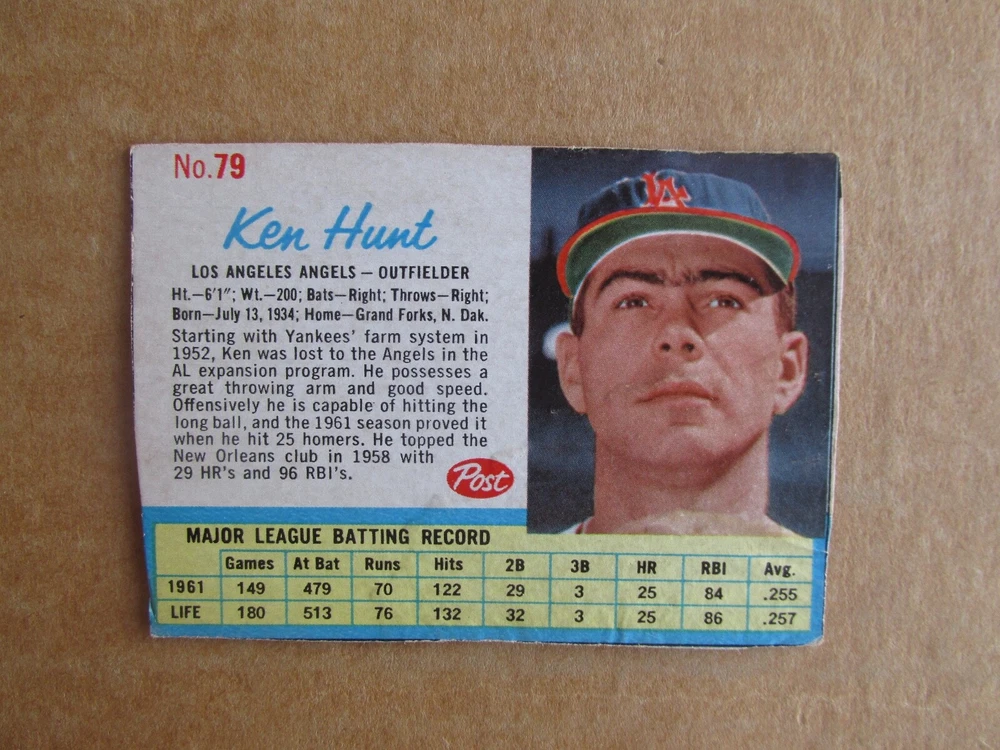 No.79
Ken Hunt
LOS ANGELES ANGELS – OUTFIELDER
Ht.–6'1"; Wt.–200; Bats–Right; Throws–Right;
Born–July 13, 1934; Home–Grand Forks, N. Dak.
Starting with Yankees' farm system in
1952, Ken was lost to the Angels in the
AL expansion program. He possesses a
great throwing arm and good speed.
Offensively he is capable of hitting the
long ball, and the 1961 season proved it
when he hit 25 homers. He topped the
New Orleans club in 1958 with
29 HR's and 96 RBI's.
Post
LA
MAJOR LEAGUE BATTING RECORD
Games At Bat Runs Hits 2B 3B HR RBI Avg.
1961 149 479 70 122 29 3 25 84 .255
LIFE 180 513 76 132 32 3 25 86 .257